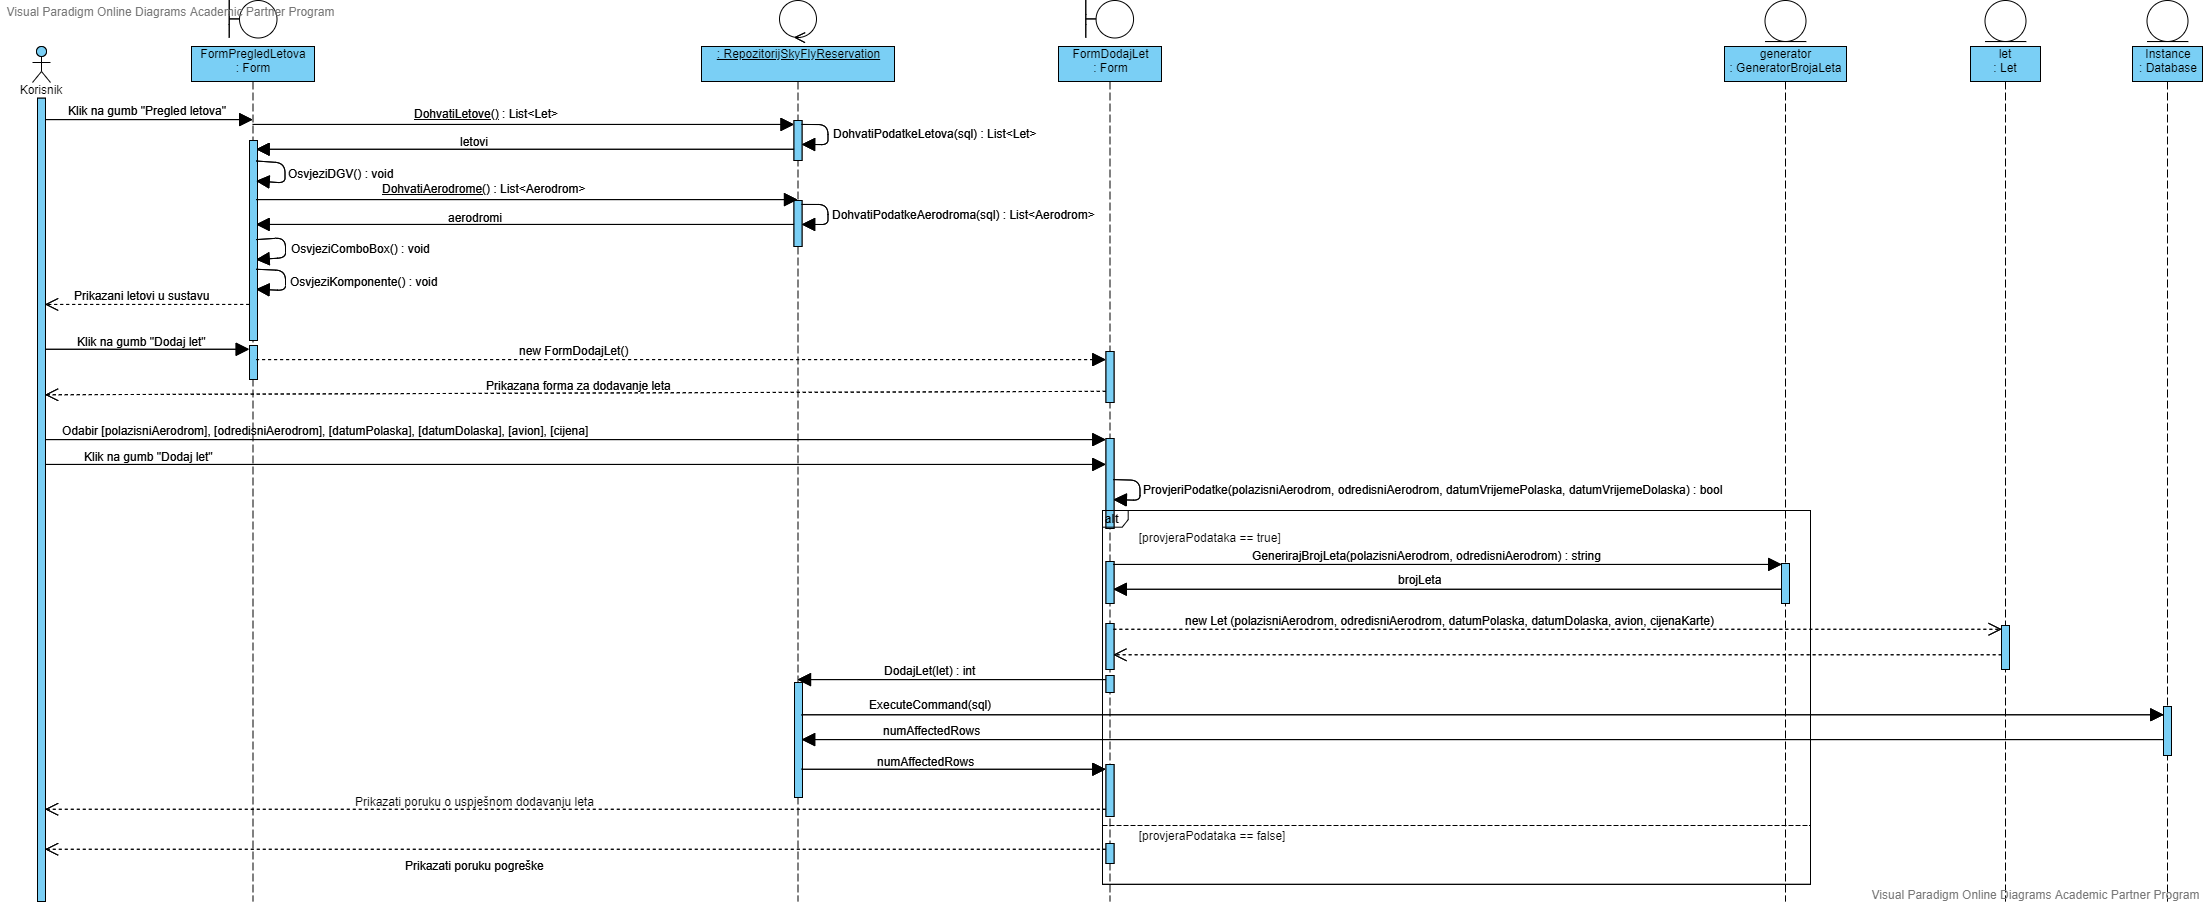 Visual Paradigm Online Diagrams Academic Partner Program
Korisnik
FormPregledLetova
: Form
: RepozitorijSkyFlyReservation
FormDodajLet
: Form
generator
: GeneratorBrojaLeta
let
: Let
Instance
: Database
Klik na gumb "Pregled letova"
DohvatiLetove() : List<Let>
DohvatiPodatkeLetova(sql) : List<Let>
letovi
OsvjeziDGV() : void
DohvatiAerodrome() : List<Aerodrom>
DohvatiPodatkeAerodroma(sql) : List<Aerodrom>
aerodromi
OsvjeziComboBox() : void
OsvjeziKomponente() : void
Prikazani letovi u sustavu
Klik na gumb "Dodaj let"
new FormDodajLet()
Prikazana forma za dodavanje leta
Odabir [polazisniAerodrom], [odredisniAerodrom], [datumPolaska], [datumDolaska], [avion], [cijena]
Klik na gumb "Dodaj let"
ProvjeriPodatke(polazisniAerodrom, odredisniAerodrom, datumVrijemePolaska, datumVrijemeDolaska) : bool
alt
[provjeraPodataka == true]
GenerirajBrojLeta(polazisniAerodrom, odredisniAerodrom) : string
brojLeta
new Let (polazisniAerodrom, odredisniAerodrom, datumPolaska, datumDolaska, avion, cijenaKarte)
DodajLet(let) : int
ExecuteCommand(sql)
numAffectedRows
numAffectedRows
Prikazati poruku o uspješnom dodavanju leta
[provjeraPodataka == false]
Prikazati poruku pogreške
Visual Paradigm Online Diagrams Academic Partner Program